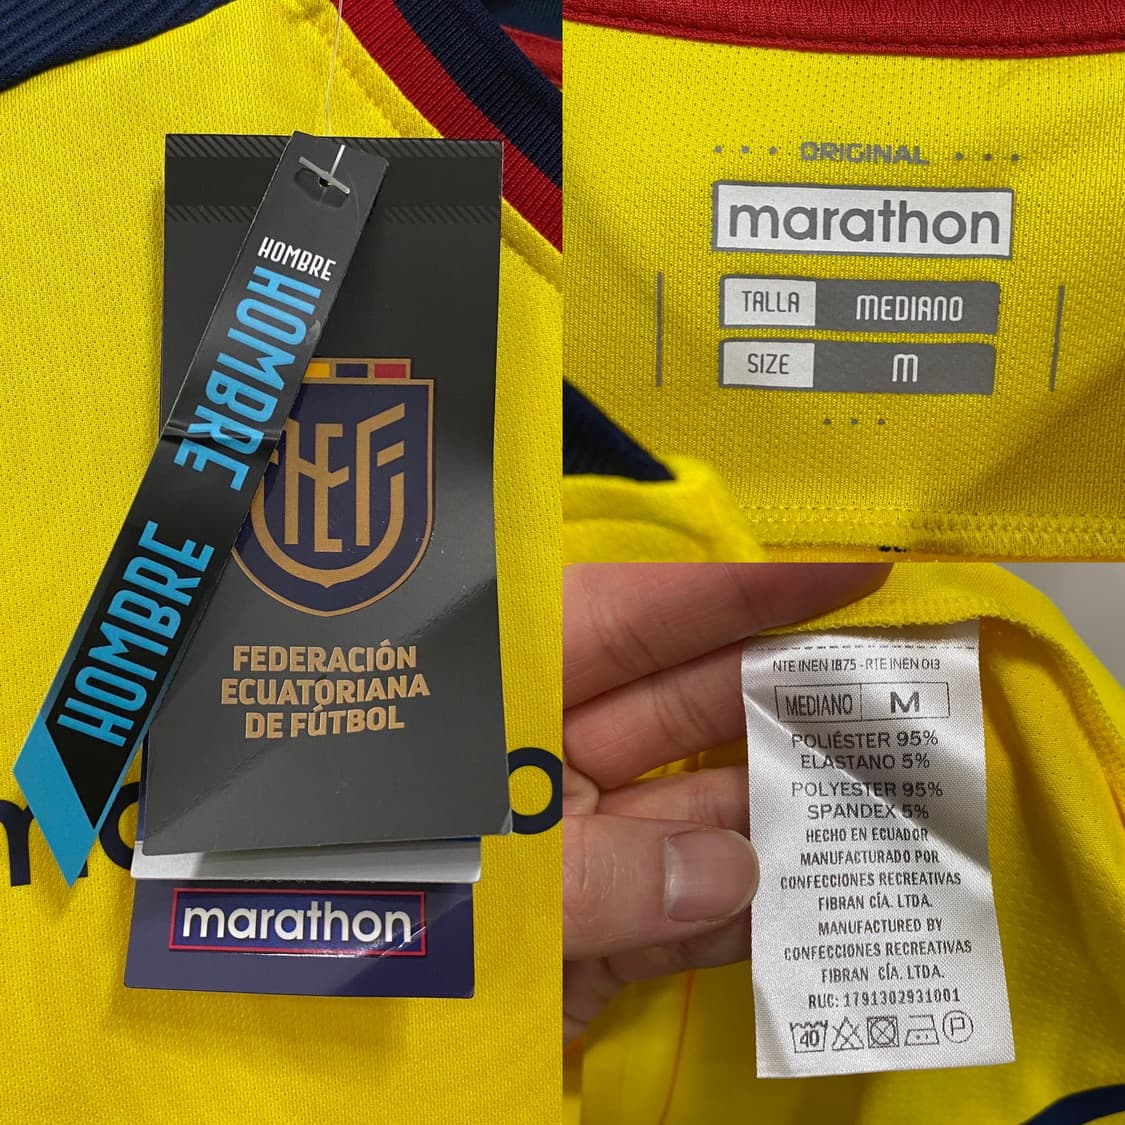 HOMBRE
HOMBRE
HOMBRE
HOMBRE
FEF
FEDERACIÓN
ECUATORIANA
DE FÚTBOL
marathon
ORIGINAL
marathon
TALLA MEDIANO
SIZE M
NTE INEN 1875 - RTE INEN 013
MEDIANO M
POLIÉSTER 95%
ELASTANO 5%
POLYESTER 95%
SPANDEX 5%
HECHO EN ECUADOR
MANUFACTURADO POR
CONFECCIONES RECREATIVAS
FIBRAN CÍA. LTDA.
MANUFACTURED BY
CONFECCIONES RECREATIVAS
FIBRAN CÍA. LTDA.
RUC: 1791302931001
40 P